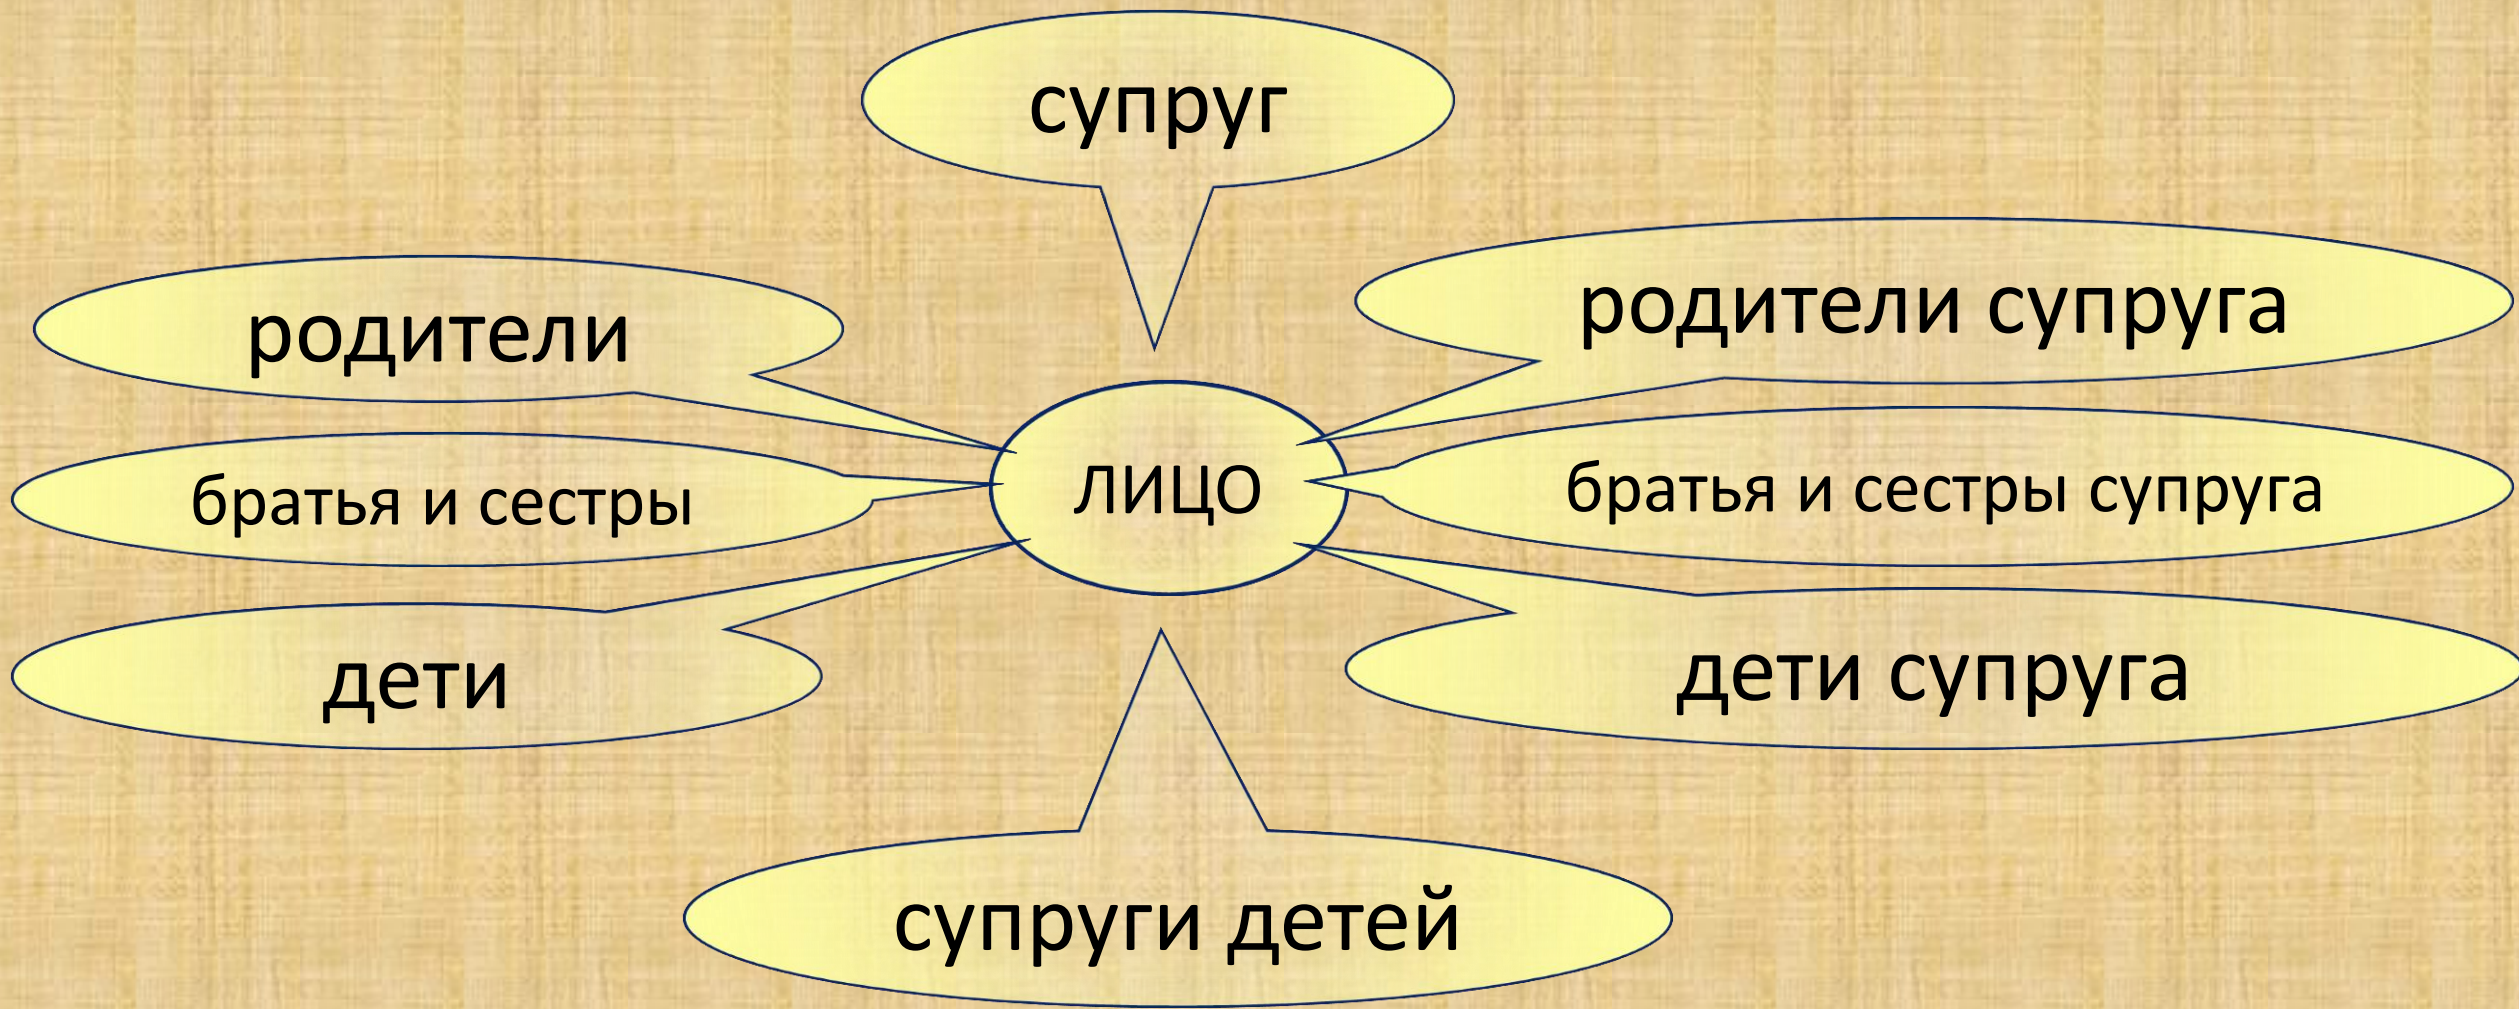 супруг
родители
родители супруга
братья и сестры
ЛИЦО
братья и сестры супруга
дети
дети супруга
супруги детей